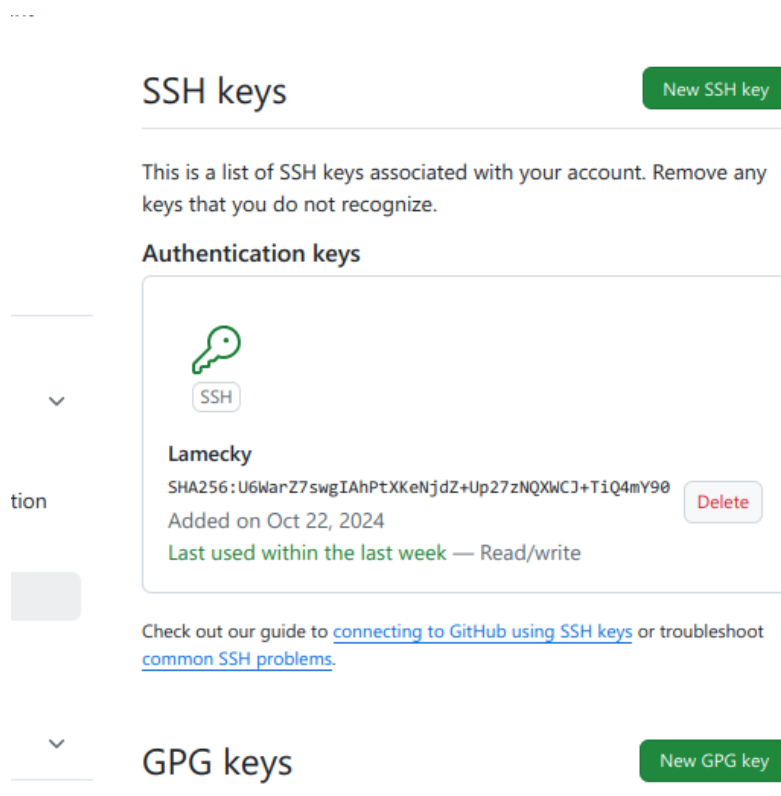 SSH keys
New SSH key
This is a list of SSH keys associated with your account. Remove any
keys that you do not recognize.
Authentication keys
SSH
Lamecky
SHA256:U6WarZ7swgIAhPtXKeNjdZ+Up27zNQXWCJ+TiQ4mY90
Delete
tion
Added on Oct 22, 2024
Last used within the last week — Read/write
Check out our guide to connecting to GitHub using SSH keys or troubleshoot
common SSH problems.
GPG keys
New GPG key